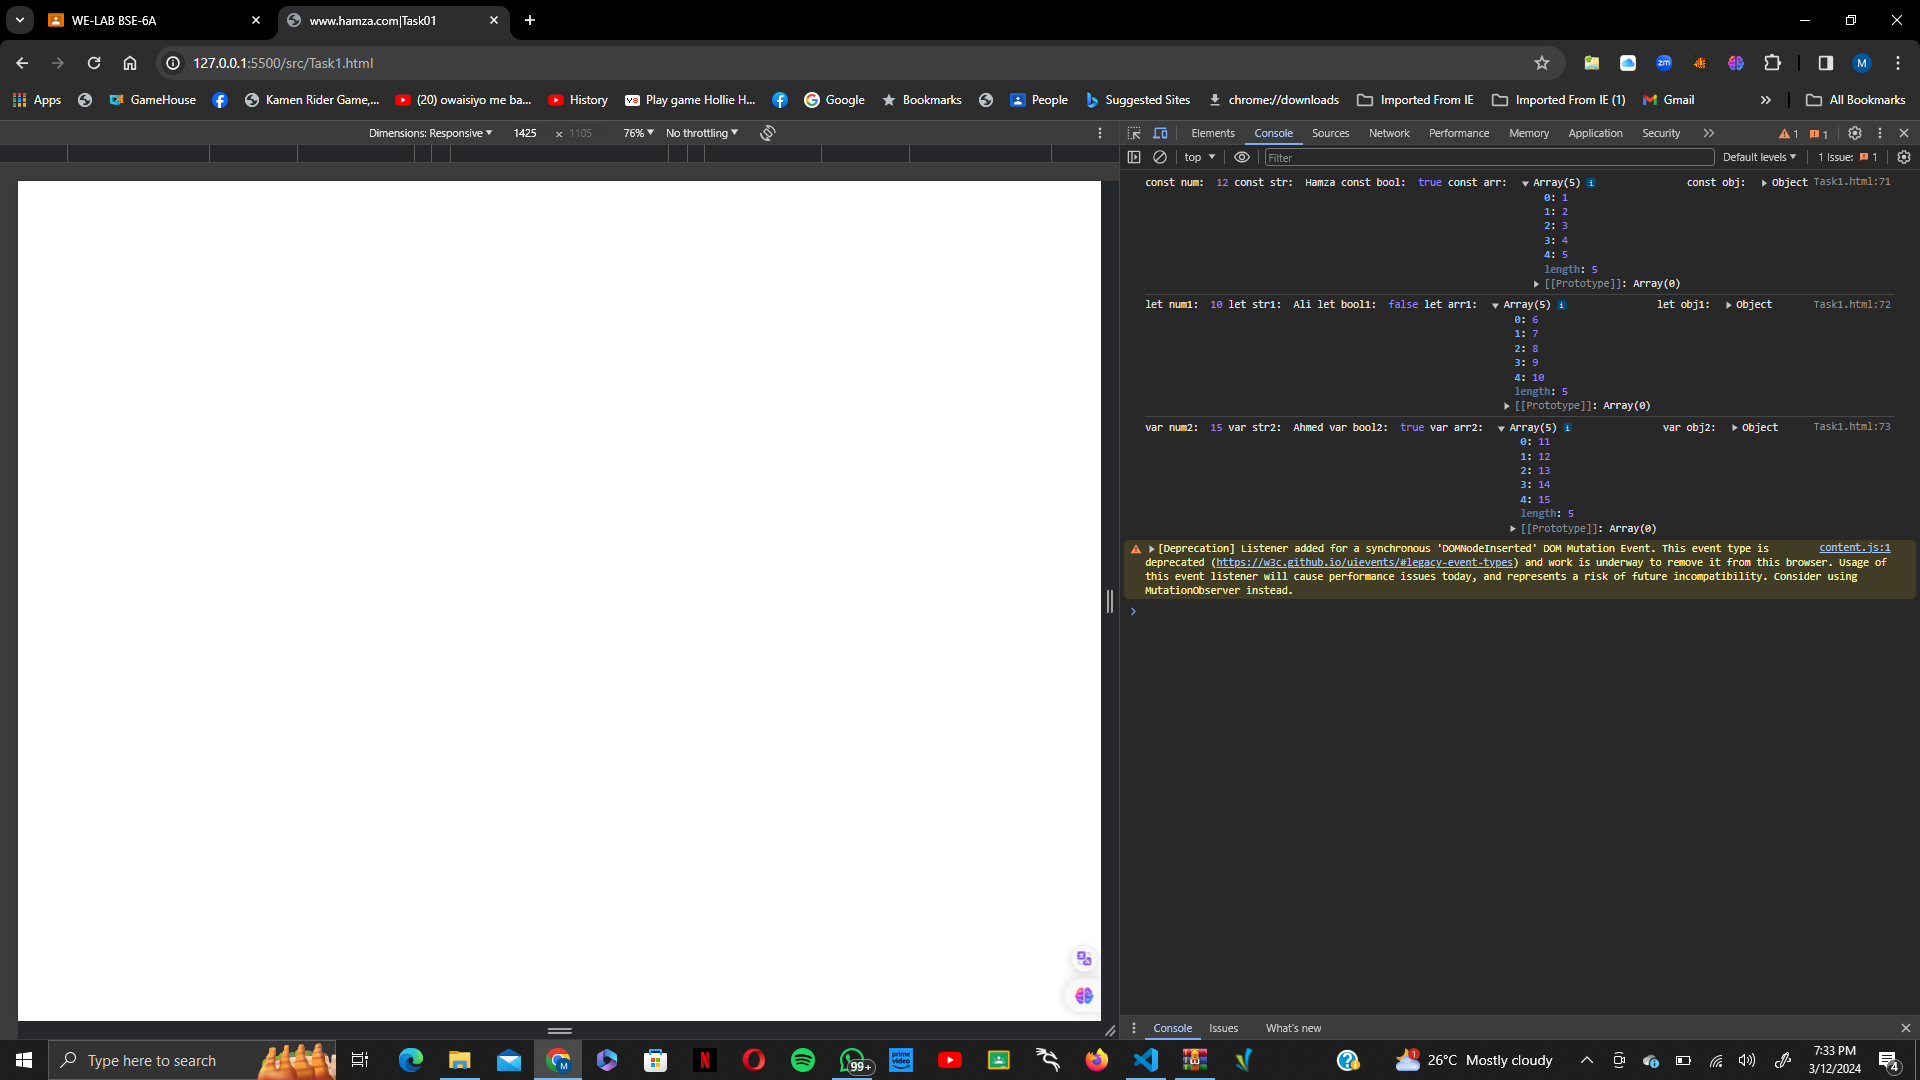 WE-LAB BSE-6A
www.hamza.com|Task01
127.0.0.1:5500/src/Task1.html
zm
M
Apps
GameHouse
Kamen Rider Game,...
(20) owaisiyo me ba...
History
Play game Hollie H...
Google
Bookmarks
People
Suggested Sites
chrome://downloads
Imported From IE
Imported From IE (1)
Gmail
All Bookmarks
Dimensions: Responsive 1425 x 1105 76% No throttling
Elements Console Sources Network Performance Memory Application Security 1 1
top Filter Default levels 1 Issue: 1
const num: 12 const str: Hamza const bool: true const arr: Array(5) const obj: Object Task1.html:71
0: 1
1: 2
2: 3
3: 4
4: 5
length: 5
[[Prototype]]: Array(0)
let num1: 10 let str1: Ali let bool1: false let arr1: Array(5) let obj1: Object Task1.html:72
0: 6
1: 7
2: 8
3: 9
4: 10
length: 5
[[Prototype]]: Array(0)
var num2: 15 var str2: Ahmed var bool2: true var arr2: Array(5) var obj2: Object Task1.html:73
0: 11
1: 12
2: 13
3: 14
4: 15
length: 5
[[Prototype]]: Array(0)
[Deprecation] Listener added for a synchronous 'DOMNodeInserted' DOM Mutation Event. This event type is content.js:1
deprecated (https://w3c.github.io/uievents/#legacy-event-types) and work is underway to remove it from this browser. Usage of
this event listener will cause performance issues today, and represents a risk of future incompatibility. Consider using
MutationObserver instead.
Console Issues What's new
Type here to search
99+
prime video
26°C Mostly cloudy
7:33 PM
3/12/2024
4